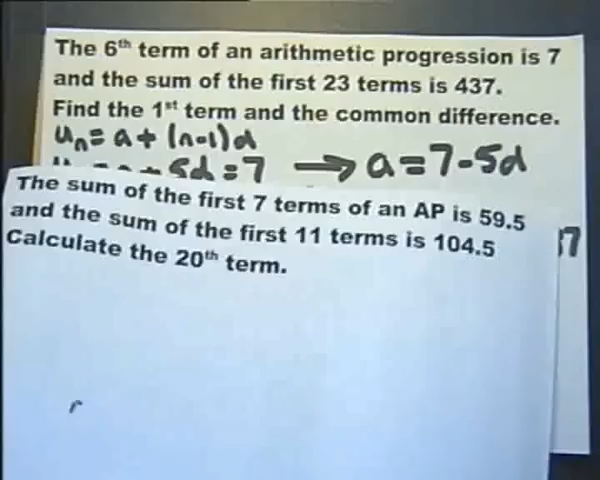 The 6th term of an arithmetic progression is 7
and the sum of the first 23 terms is 437.
Find the 1st term and the common difference.
un = a + (n-1)d
+ 5d = 7 → a = 7 - 5d
The sum of the first 7 terms of an AP is 59.5
and the sum of the first 11 terms is 104.5
Calculate the 20th term.
37